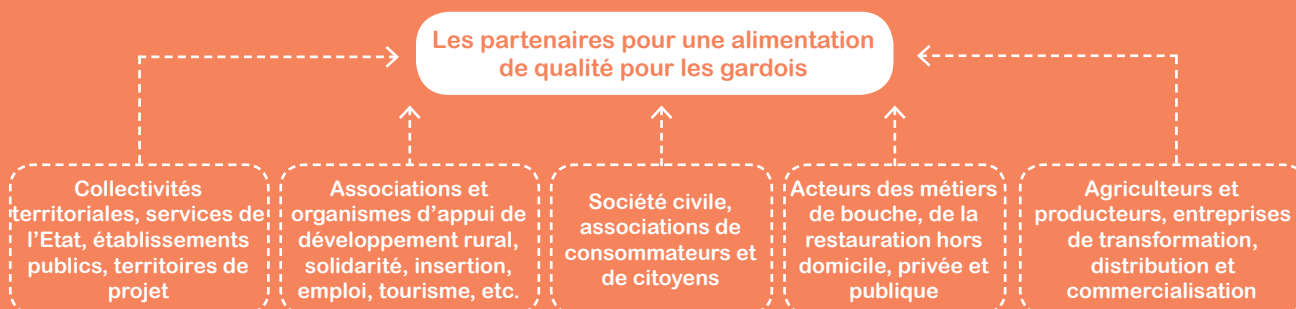 Les partenaires pour une alimentation
de qualité pour les gardois
Collectivités
territoriales, services de
l'Etat, établissements
publics, territoires de
projet
Associations et
organismes d'appui de
développement rural,
solidarité, insertion,
emploi, tourisme, etc.
Société civile,
associations de
consommateurs et
de citoyens
Acteurs des métiers
de bouche, de la
restauration hors
domicile, privée et
publique
Agriculteurs et
producteurs, entreprises
de transformation,
distribution et
commercialisation